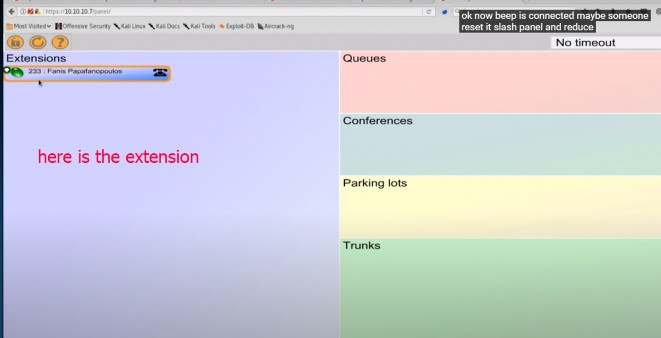 ok now beep is connected maybe someone
reset it slash panel and reduce
https://10.10.10.7/panel/
Most Visited Offensive Security Kali Linux Kali Docs Kali Tools Exploit-DB Aircrack-ng
No timeout
Extensions
233 : Fanis Papafanopoulos
here is the extension
Queues
Conferences
Parking lots
Trunks